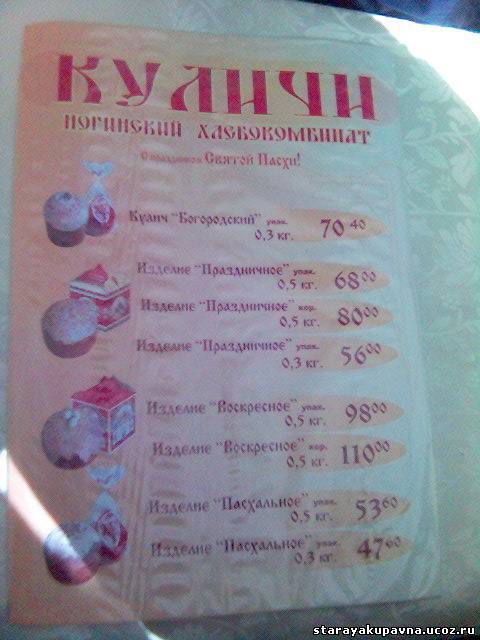 КУЛИЧИ
НОГИНСКИЙ ХЛЕБОКОМБИНАТ
С праздником Святой Пасхи!
Кулич "Богородский" упак.
0,3 кг. 70 40
Изделие "Праздничное" упак.
0,5 кг. 68 00
Изделие "Праздничное" кор.
0,5 кг. 80 00
Изделие "Праздничное" упак.
0,3 кг. 56 00
Изделие "Воскресное" упак.
0,5 кг. 98 00
Изделие "Воскресное" кор.
0,5 кг. 110 00
Изделие "Пасхальное" упак.
0,5 кг. 53 60
Изделие "Пасхальное" упак.
0,3 кг. 47 60
starayakupavna.ucoz.ru